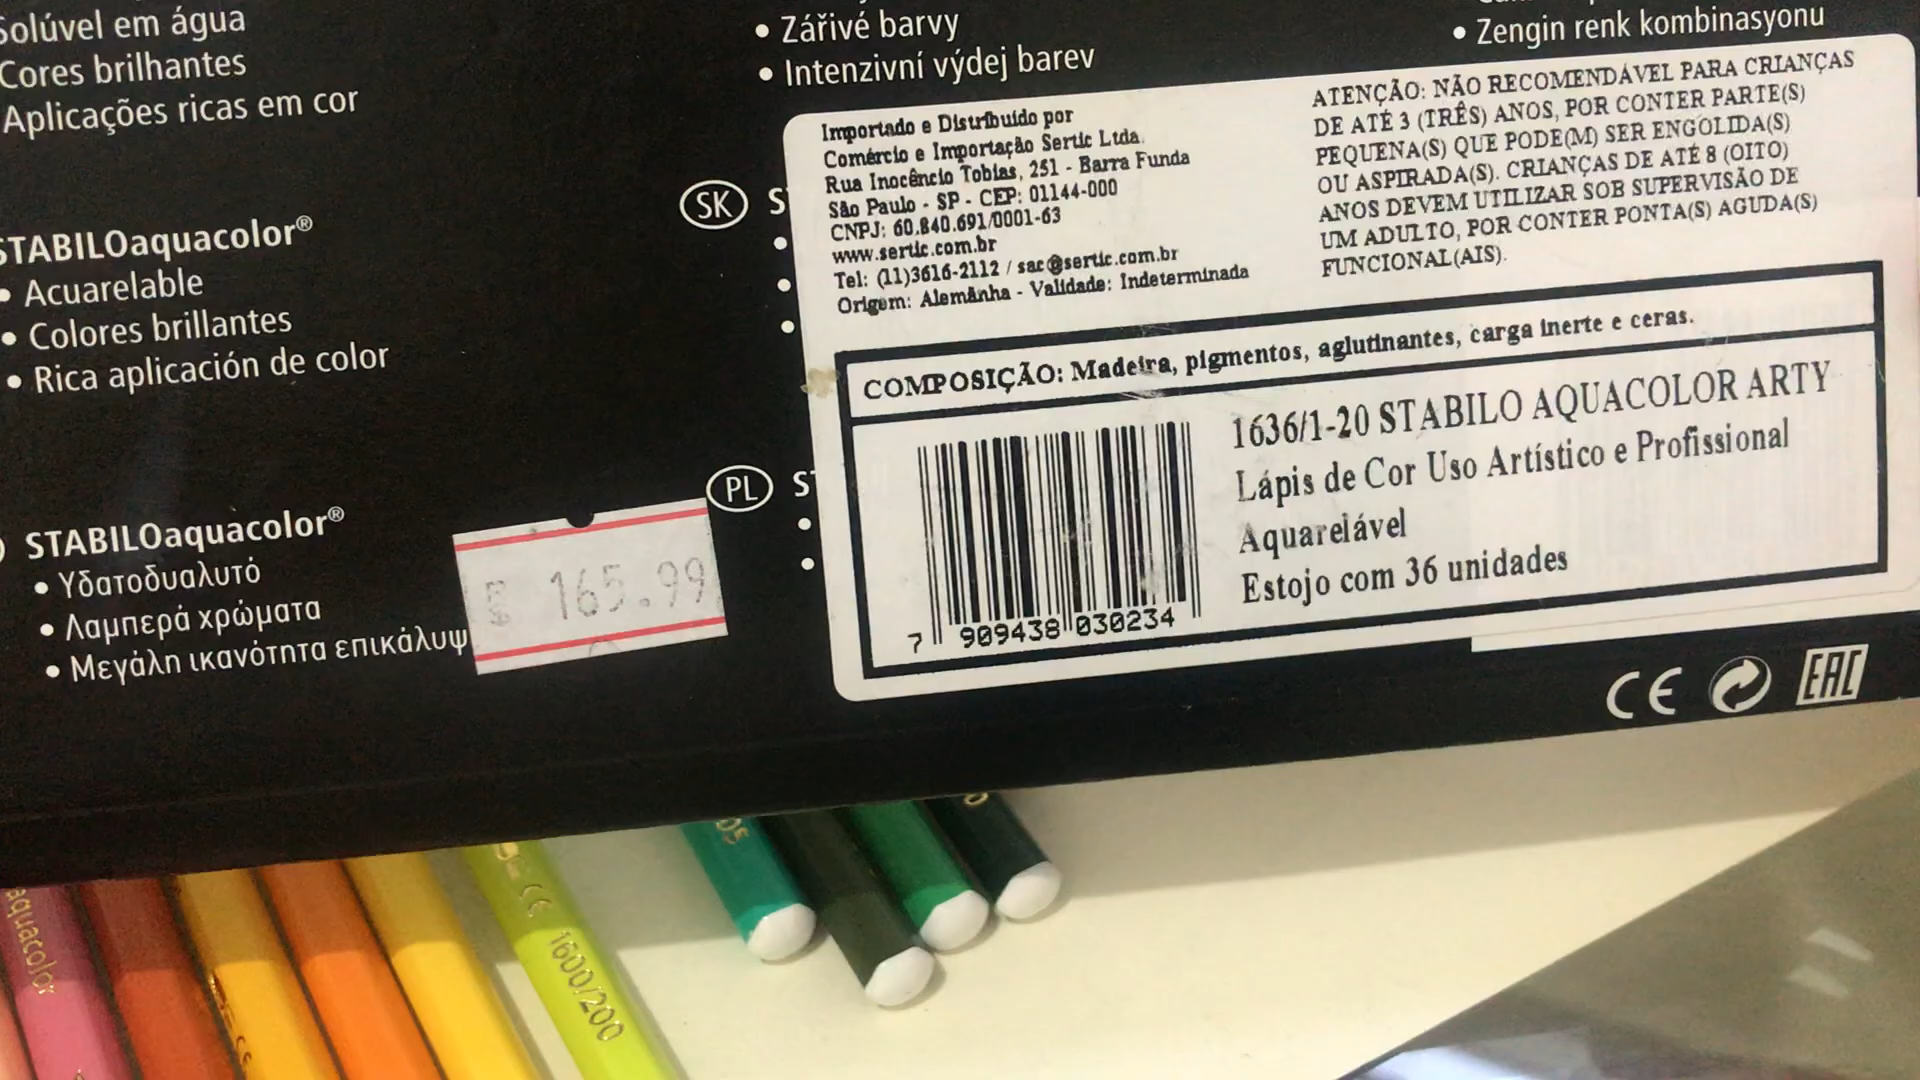 Solúvel em água
Cores brilhantes
Aplicações ricas em cor
STABILOaquacolor®
• Acuarelable
• Colores brillantes
• Rica aplicación de color
STABILOaquacolor®
• Υδατοδυαλυτό
• Λαμπερά χρώματα
• Μεγάλη ικανότητα επικάλυψ
• Zářivé barvy
• Intenzivní výdej barev
SK
PL
• Zengin renk kombinasyonu
R$ 165.99
Importado e Distribuído por
Comércio e Importação Sertic Ltda.
Rua Inocêncio Tobias, 251 - Barra Funda
São Paulo - SP - CEP: 01144-000
CNPJ: 60.840.691/0001-63
www.sertic.com.br
Tel: (11)3616-2112 / sac@sertic.com.br
Origem: Alemanha - Validade: Indeterminada
ATENÇÃO: NÃO RECOMENDÁVEL PARA CRIANÇAS
DE ATÉ 3 (TRÊS) ANOS, POR CONTER PARTE(S)
PEQUENA(S) QUE PODE(M) SER ENGOLIDA(S)
OU ASPIRADA(S). CRIANÇAS DE ATÉ 8 (OITO)
ANOS DEVEM UTILIZAR SOB SUPERVISÃO DE
UM ADULTO, POR CONTER PONTA(S) AGUDA(S)
FUNCIONAL(AIS).
COMPOSIÇÃO: Madeira, pigmentos, aglutinantes, carga inerte e ceras.
1636/1-20 STABILO AQUACOLOR ARTY
Lápis de Cor Uso Artístico e Profissional
Aquarelável
Estojo com 36 unidades
7 909438 030234
CE
EAC
aquacolor
CE 1600/200
05